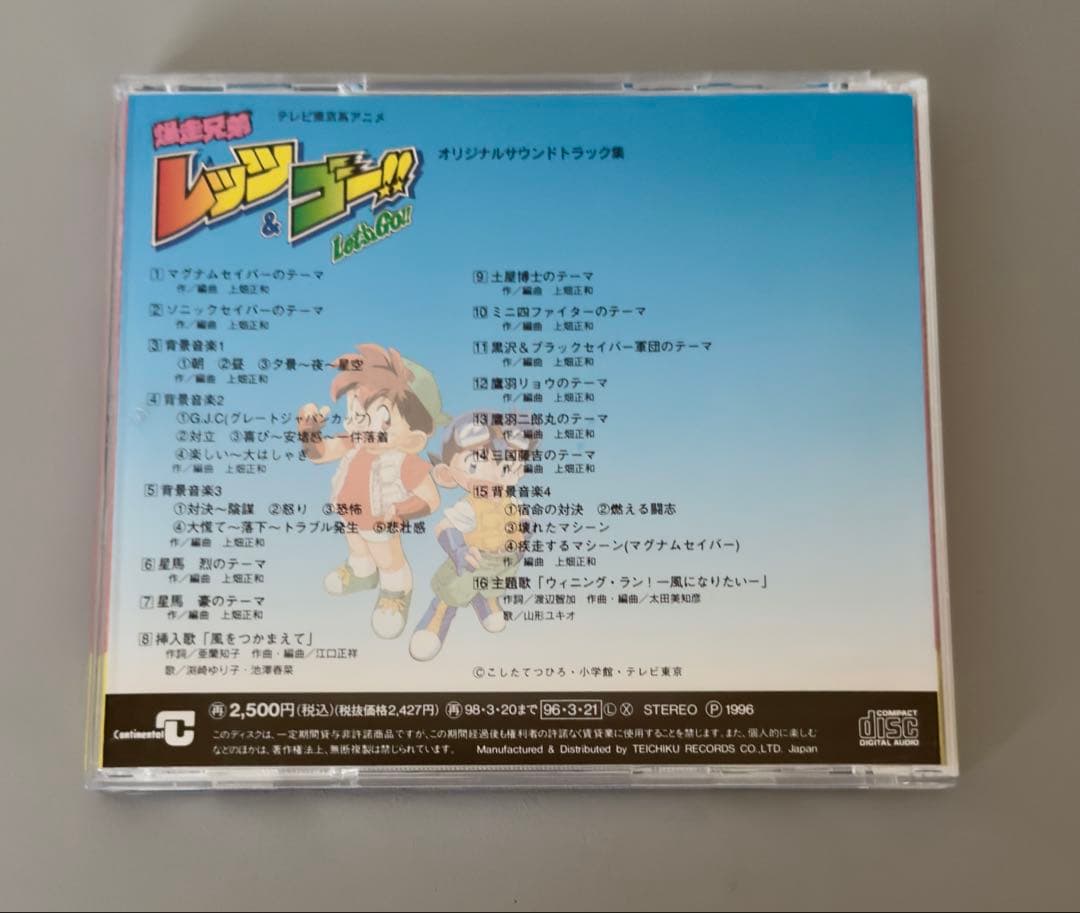 テレビ東京系アニメ
爆走兄弟
レッツ
&
ゴー!!
Let's Go!!
オリジナルサウンドトラック集
1 マグナムセイバーのテーマ
作／編曲 上畑正和
2 ソニックセイバーのテーマ
作／編曲 上畑正和
3 背景音楽1
①朝 ②昼 ③夕景～夜～星空
作／編曲 上畑正和
4 背景音楽2
①G.J.C(グレートジャパンカップ)
②対立 ③喜び～安堵感～一件落着
④楽しい～大はしゃぎ
作／編曲 上畑正和
5 背景音楽3
①対決～陰謀 ②怒り ③恐怖
④大慌て～落下～トラブル発生 ⑤悲壮感
作／編曲 上畑正和
6 星馬 烈のテーマ
作／編曲 上畑正和
7 星馬 豪のテーマ
作／編曲 上畑正和
8 挿入歌「風をつかまえて」
作詞／亜蘭知子 作曲・編曲／江口正祥
歌／渕崎ゆり子・池澤春菜
9 土屋博士のテーマ
作／編曲 上畑正和
10 ミニ四ファイターのテーマ
作／編曲 上畑正和
11 黒沢＆ブラックセイバー軍団のテーマ
作／編曲 上畑正和
12 鷹羽リョウのテーマ
作／編曲 上畑正和
13 鷹羽二郎丸のテーマ
作／編曲 上畑正和
14 三国藤吉のテーマ
作／編曲 上畑正和
15 背景音楽4
①宿命の対決 ②燃える闘志
③壊れたマシーン
④疾走するマシーン(マグナムセイバー)
作／編曲 上畑正和
16 主題歌「ウィニング・ラン！ー風になりたいー」
作詞／渡辺智加 作曲・編曲／太田美知彦
歌／山形ユキオ
©こしたてつひろ・小学館・テレビ東京
Continental
C
再 2,500円(税込)(税抜価格2,427円) 再 98・3・20まで 96・3・21 Ⓛ Ⓧ STEREO Ⓟ 1996
このディスクは、一定期間貸与非許諾商品ですが、この期間経過後も権利者の許諾なく賃貸業に使用することを禁じます。また、個人的に楽しむ
などのほかは、著作権法上、無断複製は禁じられています。 Manufactured & Distributed by TEICHIKU RECORDS CO.,LTD. Japan
COMPACT
disc
DIGITAL AUDIO